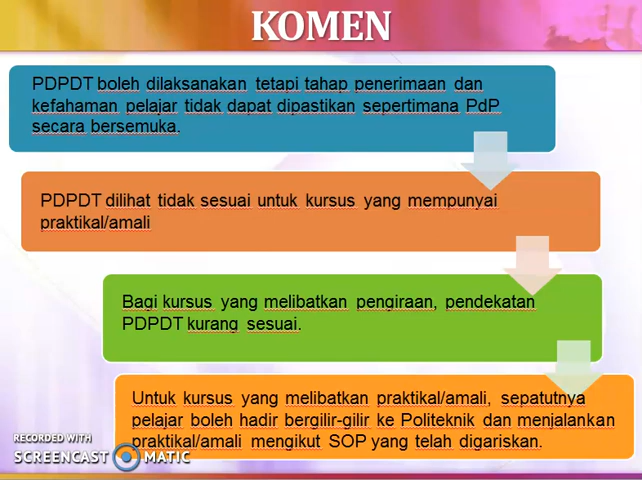 KOMEN
PDPDT boleh dilaksanakan tetapi tahap penerimaan dan
kefahaman pelajar tidak dapat dipastikan sepertimana PdP
secara bersemuka.
PDPDT dilihat tidak sesuai untuk kursus yang mempunyai
praktikal/amali
Bagi kursus yang melibatkan pengiraan, pendekatan
PDPDT kurang sesuai.
Untuk kursus yang melibatkan praktikal/amali, sepatutnya
pelajar boleh hadir bergilir-gilir ke Politeknik dan menjalankan
praktikal/amali mengikut SOP yang telah digariskan.
RECORDED WITH
SCREENCAST MATIC